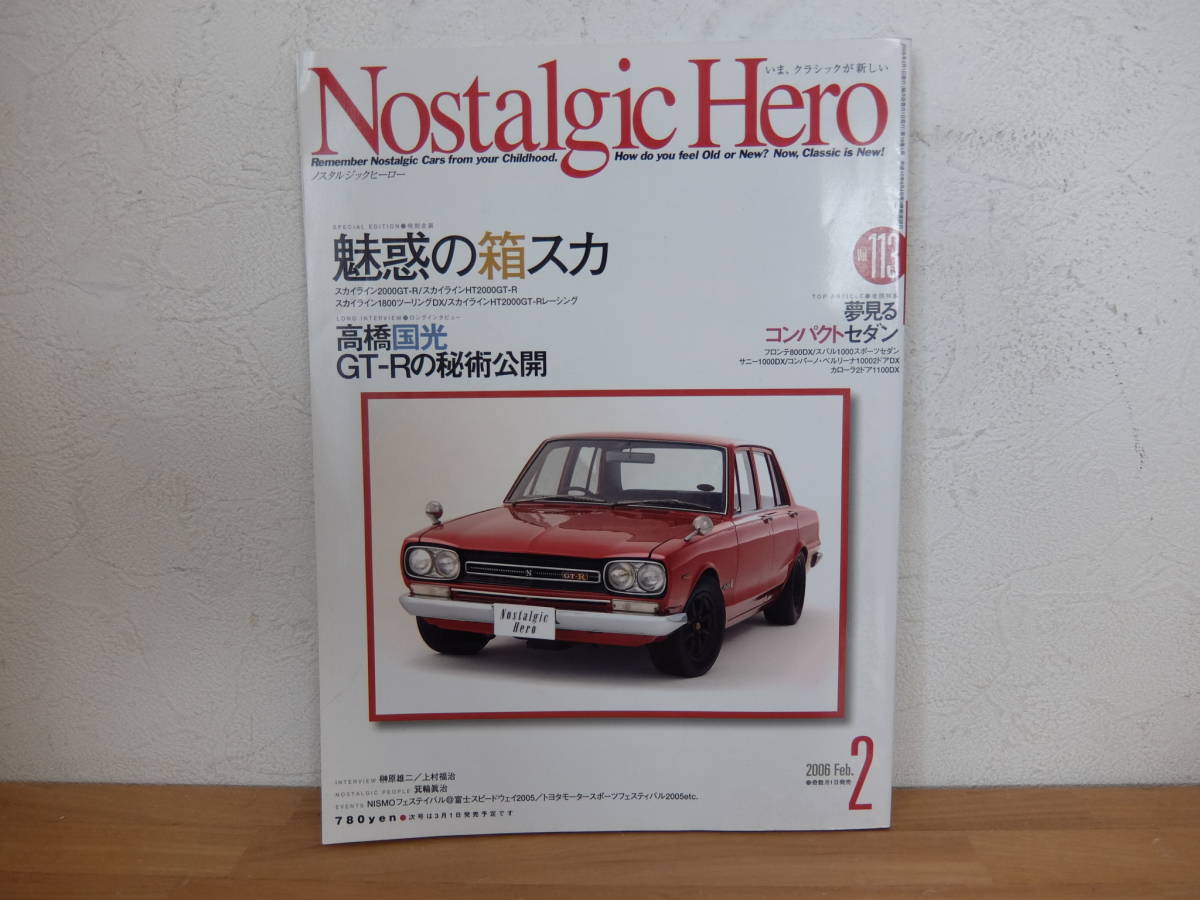 いま、クラシックが新しい
Nostalgic Hero
Remember Nostalgic Cars from your Childhood. How do you feel Old or New? Now, Classic is New!
ノスタルジックヒーロー
Vol. 113
SPECIAL EDITION●特別企画
魅惑の箱スカ
スカイライン2000GT-R/スカイラインHT2000GT-R
スカイライン1800ツーリングDX/スカイラインHT2000GT-Rレーシング
LONG INTERVIEW●ロングインタビュー
高橋国光
GT-Rの秘術公開
TOP ARTICLE●巻頭特集
夢見る
コンパクトセダン
フロンテ800DX/スバル1000スポーツセダン
サニー1000DX/コンパーノ・ベルリーナ10002ドアDX
カローラ2ドア1100DX
GT-R
Nostalgic
Hero
2006 Feb. 2
●奇数月1日発売
INTERVIEW 榊原雄二/上村福治
NOSTALGIC PEOPLE 箕輪眞治
EVENTS NISMOフェスティバル@富士スピードウェイ2005/トヨタモータースポーツフェスティバル2005etc.
780yen●次号は3月1日発売予定です